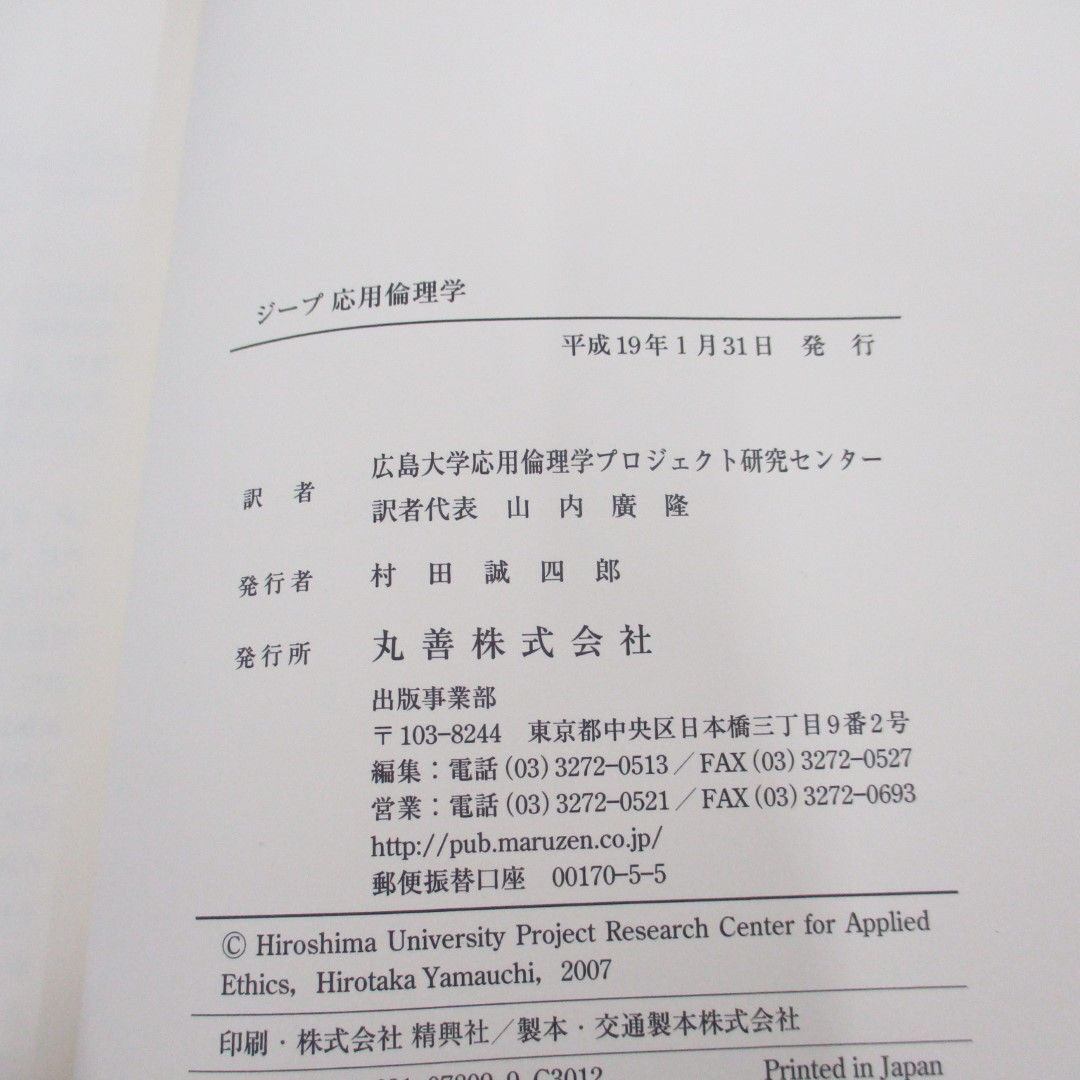 ジープ 応用倫理学
平成19年1月31日 発 行
訳 者 広島大学応用倫理学プロジェクト研究センター
訳者代表 山 内 廣 隆
発行者 村 田 誠 四 郎
発行所 丸善株式会社
出版事業部
〒103-8244 東京都中央区日本橋三丁目9番2号
編集：電話(03)3272-0513／FAX(03)3272-0527
営業：電話(03)3272-0521／FAX(03)3272-0693
http://pub.maruzen.co.jp/
郵便振替口座 00170-5-5
© Hiroshima University Project Research Center for Applied
Ethics, Hirotaka Yamauchi, 2007
印刷・株式会社 精興社／製本・交通製本株式会社
C3012 Printed in Japan